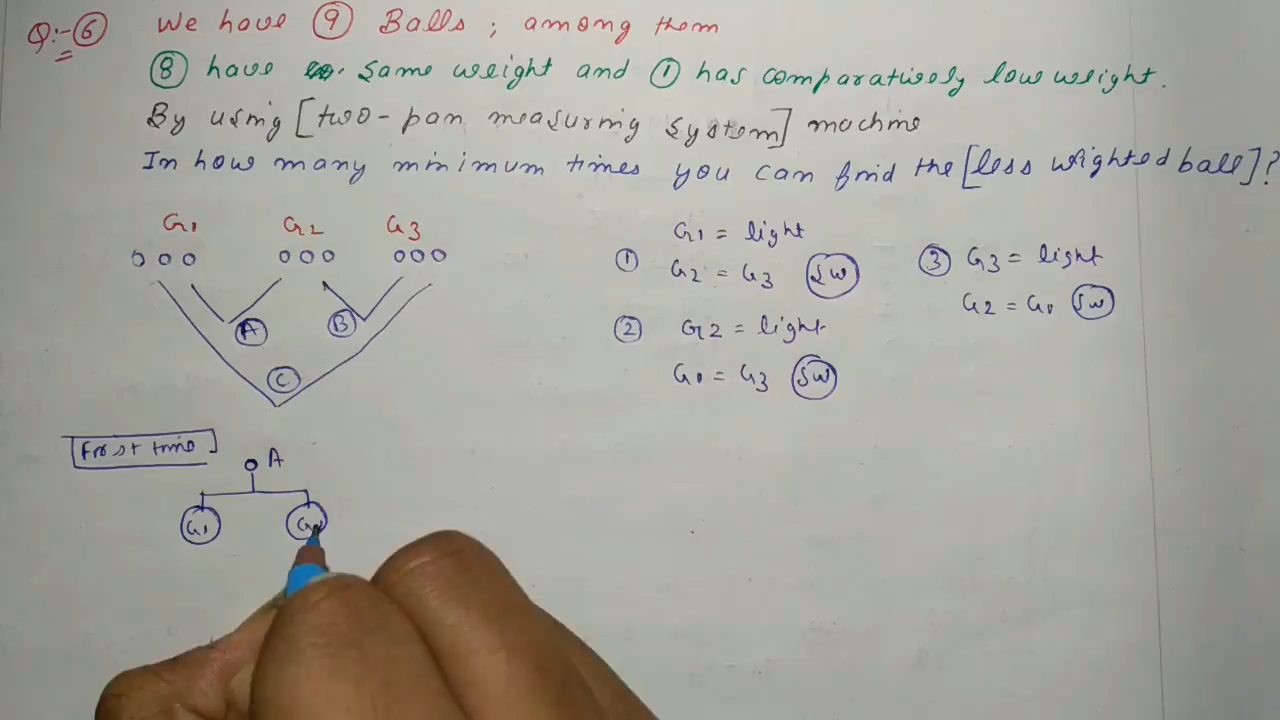 Q:-6 We have 9 Balls ; among them
8 have same weight and 1 has comparatively low weight.
By using [two-pan measuring system] machine
In how many minimum times you can find the [less weighted ball]?
G1 G2 G3
A B
C
1 G1 = light
G2 = G3 SW
2 G2 = light
G1 = G3 SW
3 G3 = light
G2 = G1 SW
First time
A
G1